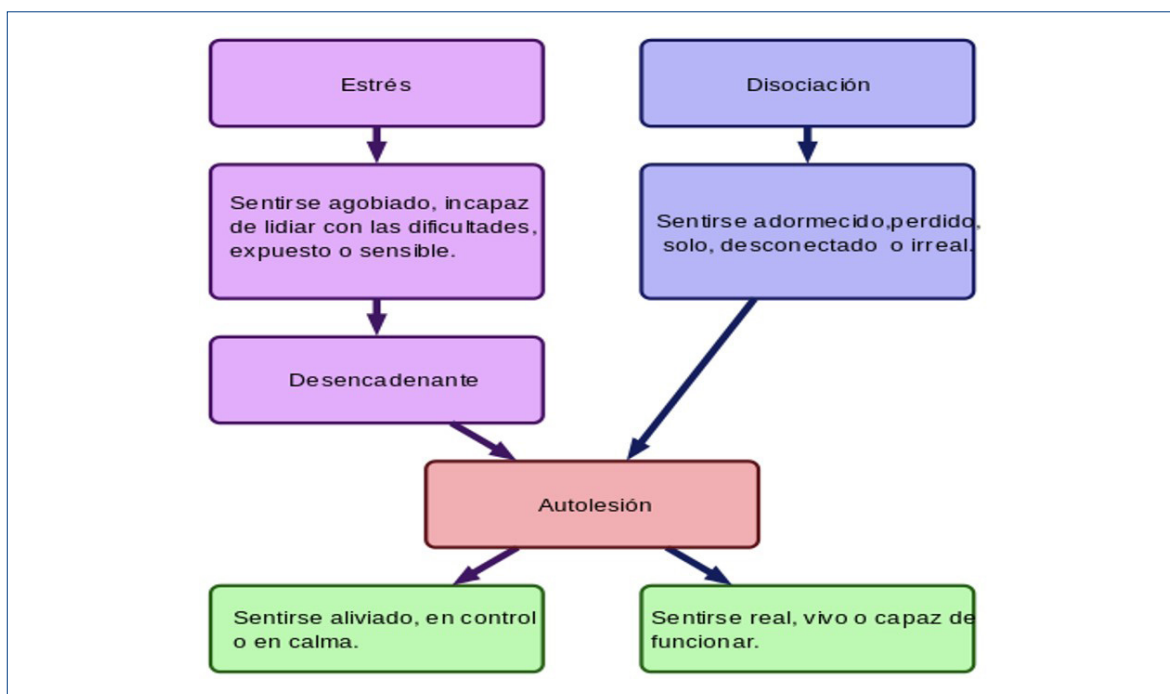 Estrés
Disociación
Sentirse agobiado, incapaz
de lidiar con las dificultades,
expuesto o sensible.
Sentirse adormecido,perdido,
solo, desconectado o irreal.
Desencadenante
Autolesión
Sentirse aliviado, en control
o en calma.
Sentirse real, vivo o capaz de
funcionar.